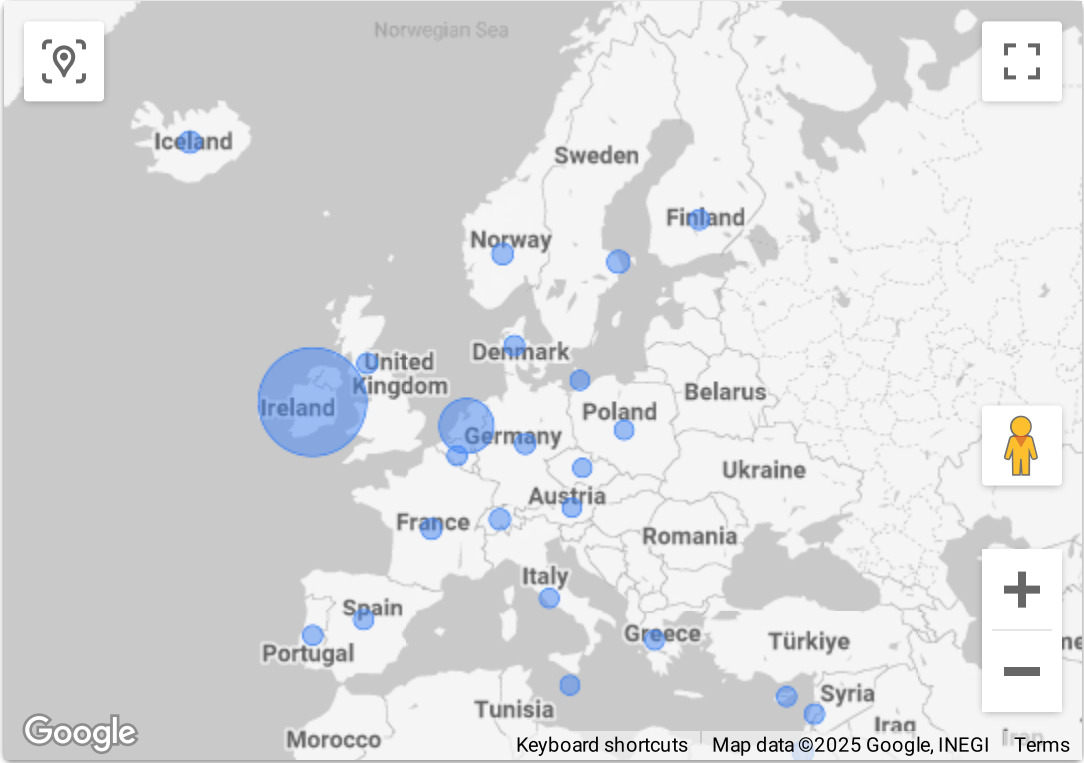 Norwegian Sea
Iceland
Sweden
Finland
Norway
Denmark
United
Kingdom
Ireland
Belarus
Poland
Germany
Ukraine
Austria
France
Romania
Italy
Spain
Greece
Türkiye
Portugal
Syria
Tunisia
Iraq
Iran
Morocco
Google
Keyboard shortcuts
Map data ©2025 Google, INEGI
Terms